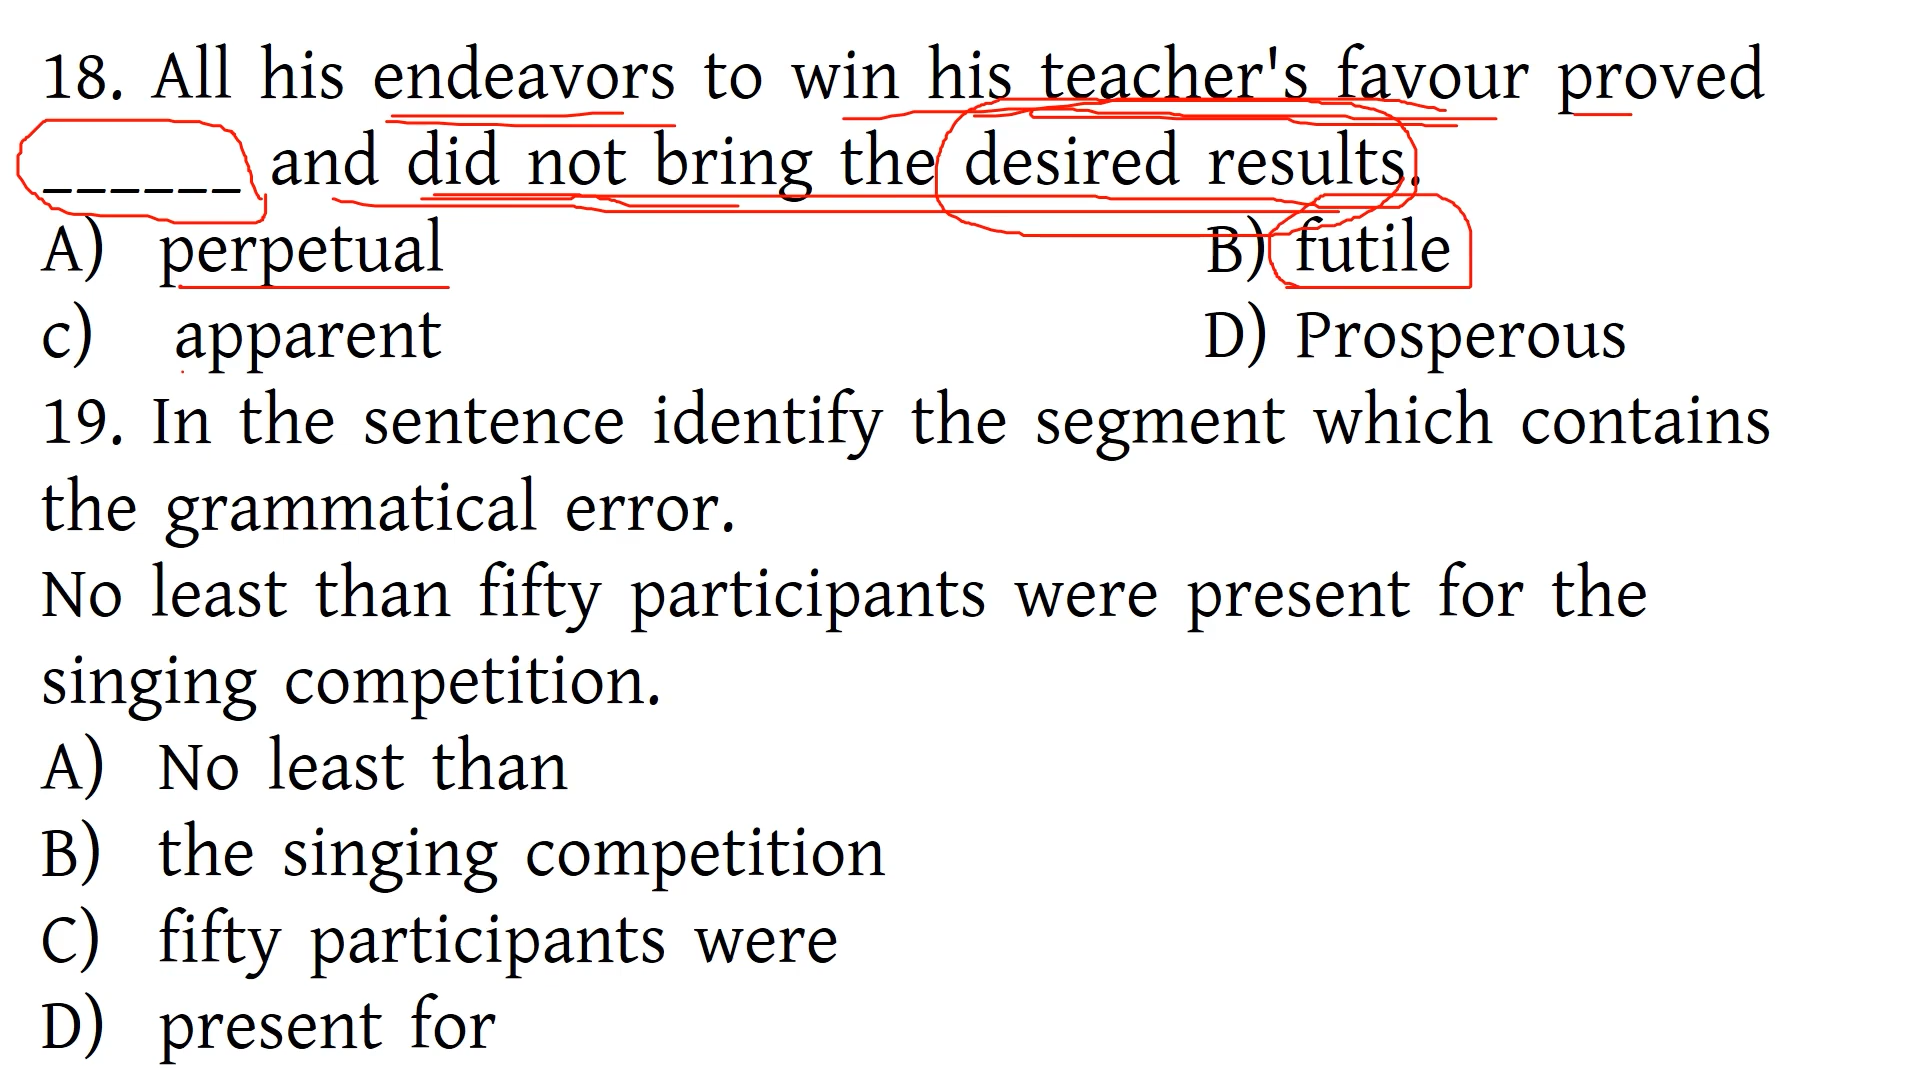 18. All his endeavors to win his teacher's favour proved
______ and did not bring the desired results.
A) perpetual B) futile
c) apparent D) Prosperous
19. In the sentence identify the segment which contains
the grammatical error.
No least than fifty participants were present for the
singing competition.
A) No least than
B) the singing competition
C) fifty participants were
D) present for